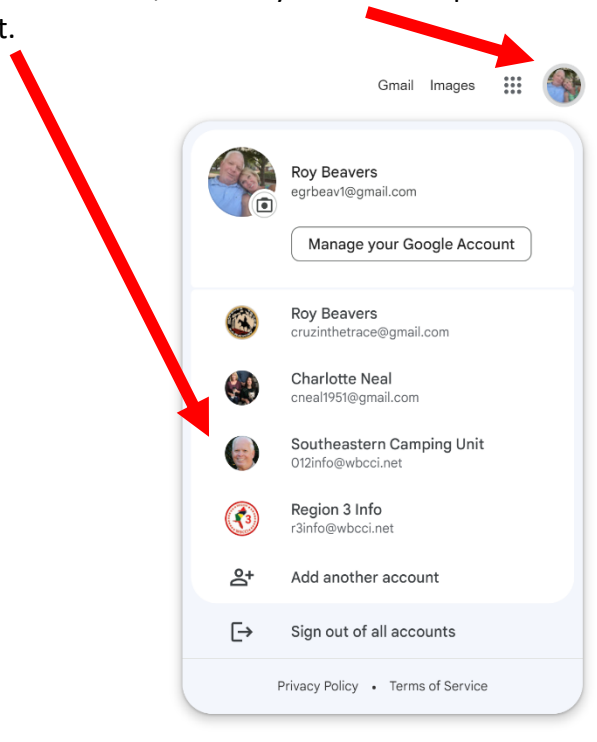 t.
Gmail Images
Roy Beavers
egrbeav1@gmail.com
Manage your Google Account
Roy Beavers
cruzinthetrace@gmail.com
Charlotte Neal
cneal1951@gmail.com
Southeastern Camping Unit
012info@wbcci.net
3
Region 3 Info
r3info@wbcci.net
Add another account
Sign out of all accounts
Privacy Policy • Terms of Service